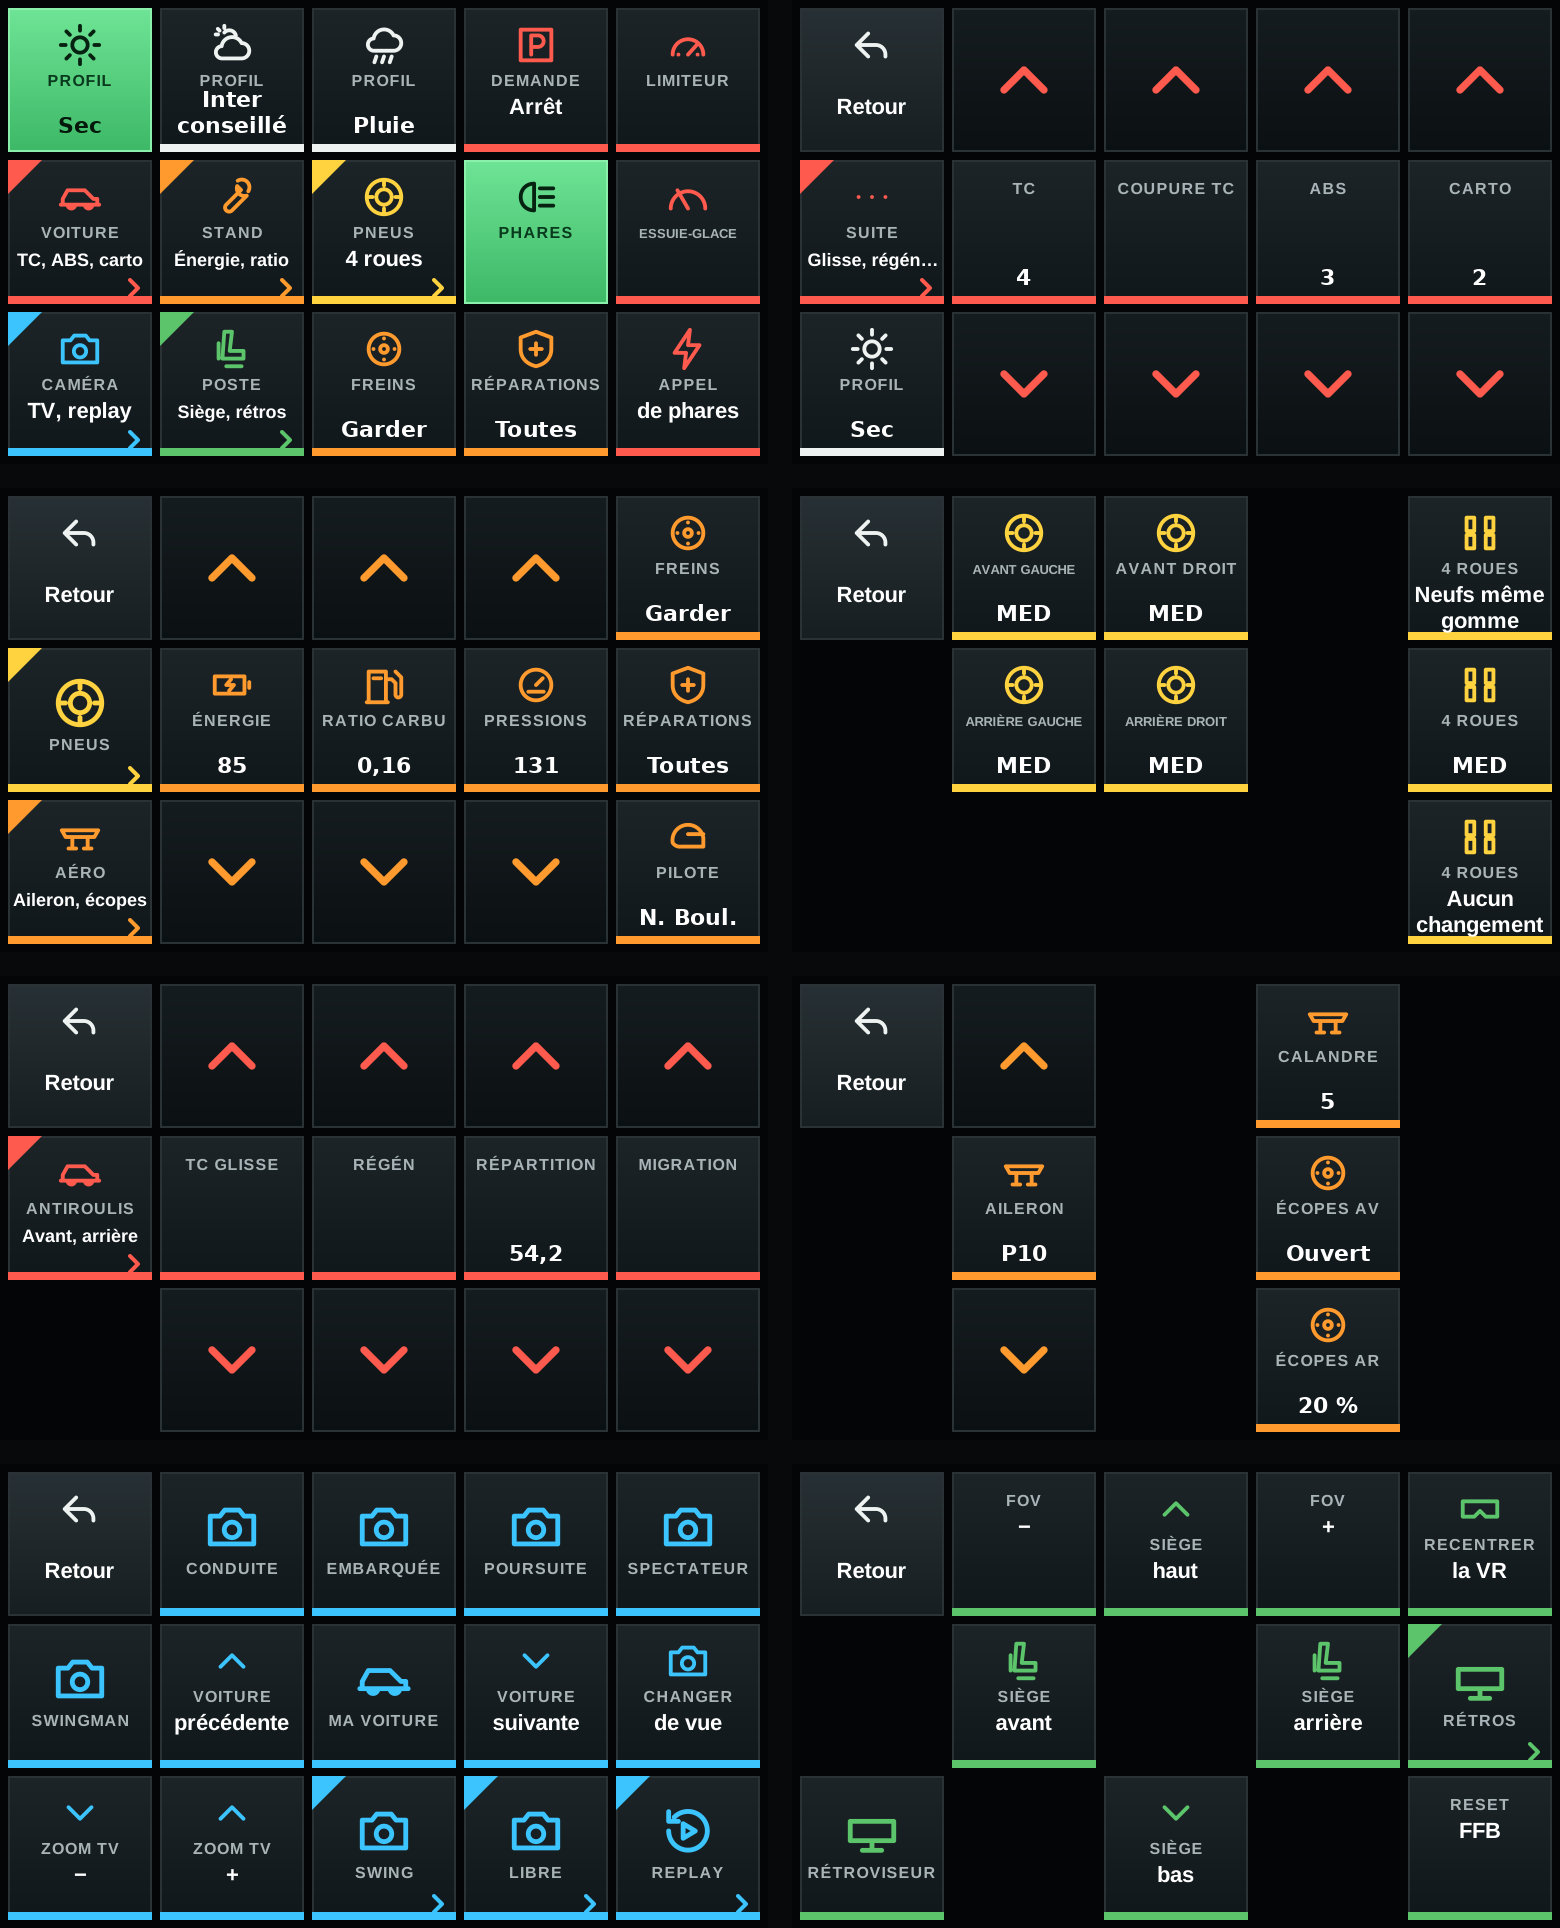 PROFIL
Sec
PROFIL
Inter
conseillé
PROFIL
Pluie
DEMANDE
Arrêt
LIMITEUR
VOITURE
TC, ABS, carto
STAND
Énergie, ratio
PNEUS
4 roues
PHARES
ESSUIE-GLACE
CAMÉRA
TV, replay
POSTE
Siège, rétros
FREINS
Garder
RÉPARATIONS
Toutes
APPEL
de phares
Retour
SUITE
Glisse, régén…
TC
4
COUPURE TC
ABS
3
CARTO
2
PROFIL
Sec
Retour
FREINS
Garder
PNEUS
ÉNERGIE
85
RATIO CARBU
0,16
PRESSIONS
131
RÉPARATIONS
Toutes
AÉRO
Aileron, écopes
PILOTE
N. Boul.
Retour
AVANT GAUCHE
MED
AVANT DROIT
MED
4 ROUES
Neufs même
gomme
ARRIÈRE GAUCHE
MED
ARRIÈRE DROIT
MED
4 ROUES
MED
4 ROUES
Aucun
changement
Retour
ANTIROULIS
Avant, arrière
TC GLISSE
RÉGÉN
RÉPARTITION
54,2
MIGRATION
Retour
CALANDRE
5
AILERON
P10
ÉCOPES AV
Ouvert
ÉCOPES AR
20 %
Retour
CONDUITE
EMBARQUÉE
POURSUITE
SPECTATEUR
SWINGMAN
VOITURE
précédente
MA VOITURE
VOITURE
suivante
CHANGER
de vue
ZOOM TV
−
ZOOM TV
+
SWING
LIBRE
REPLAY
Retour
FOV
−
SIÈGE
haut
FOV
+
RECENTRER
la VR
SIÈGE
avant
SIÈGE
arrière
RÉTROS
RÉTROVISEUR
SIÈGE
bas
RESET
FFB